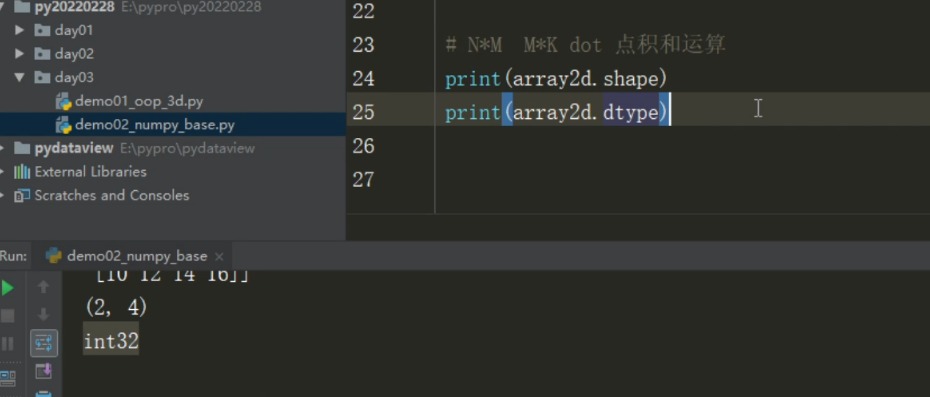 py20220228 E:\pypro\py20220228
day01
day02
day03
demo01_oop_3d.py
demo02_numpy_base.py
pydataview E:\pypro\pydataview
External Libraries
Scratches and Consoles
22
23 # N*M  M*K dot 点积和运算
24 print(array2d.shape)
25 print(array2d.dtype)
26
27
Run: demo02_numpy_base
[10 12 14 16]]
(2, 4)
int32